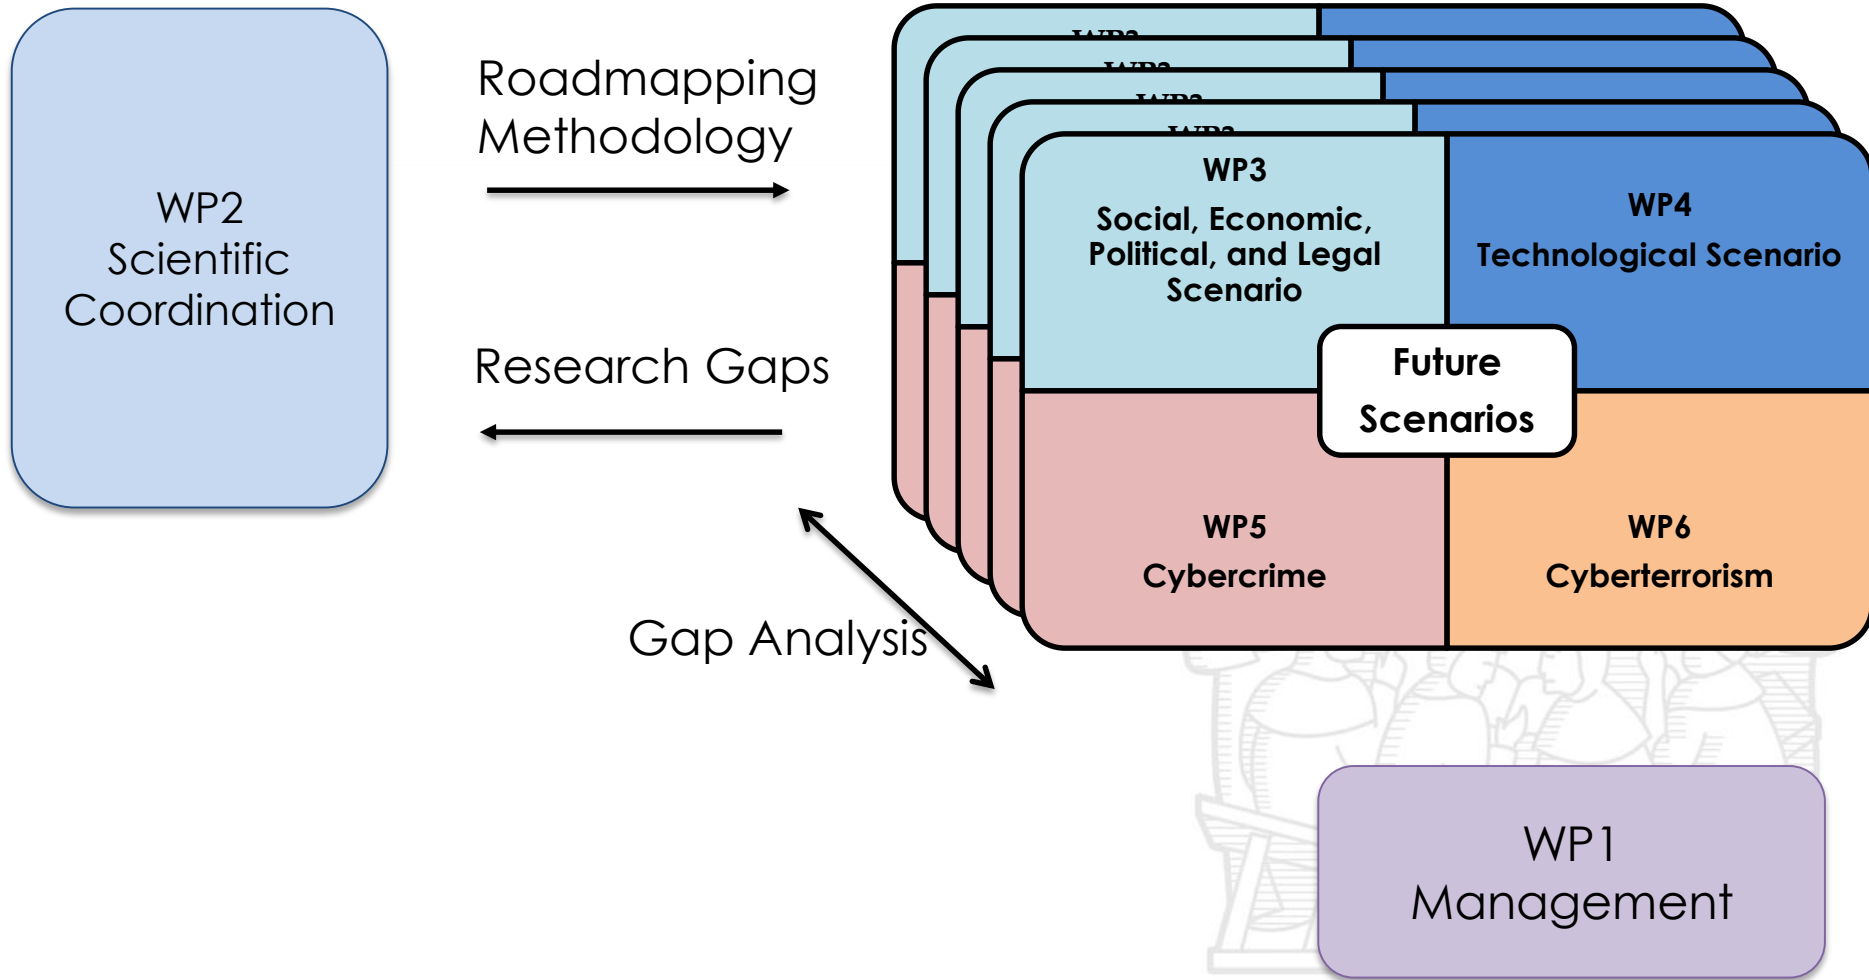 WP2
Scientific
Coordination
Roadmapping
Methodology
Research Gaps
Gap Analysis
WP3
Social, Economic,
Political, and Legal
Scenario
WP4
Technological Scenario
Future
Scenarios
WP5
Cybercrime
WP6
Cyberterrorism
WP1
Management